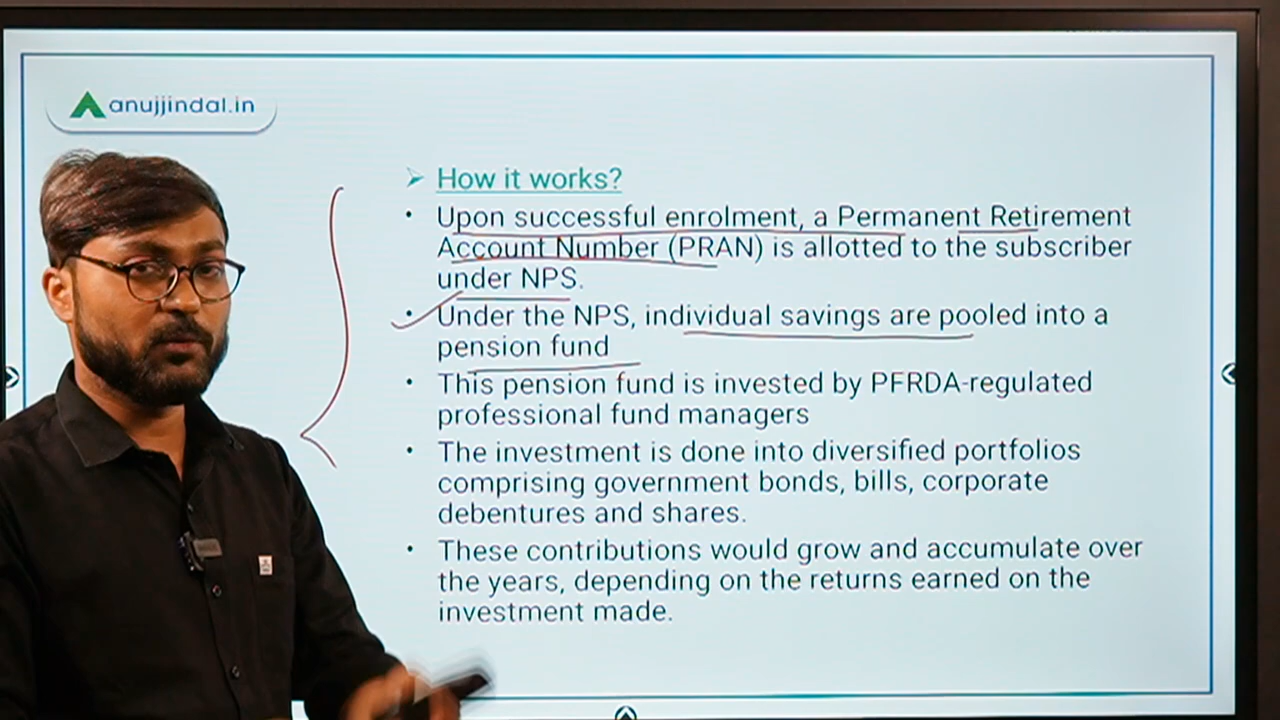 anujjindal.in
➢ How it works?
• Upon successful enrolment, a Permanent Retirement
Account Number (PRAN) is allotted to the subscriber
under NPS.
• Under the NPS, individual savings are pooled into a
pension fund
• This pension fund is invested by PFRDA-regulated
professional fund managers
• The investment is done into diversified portfolios
comprising government bonds, bills, corporate
debentures and shares.
• These contributions would grow and accumulate over
the years, depending on the returns earned on the
investment made.